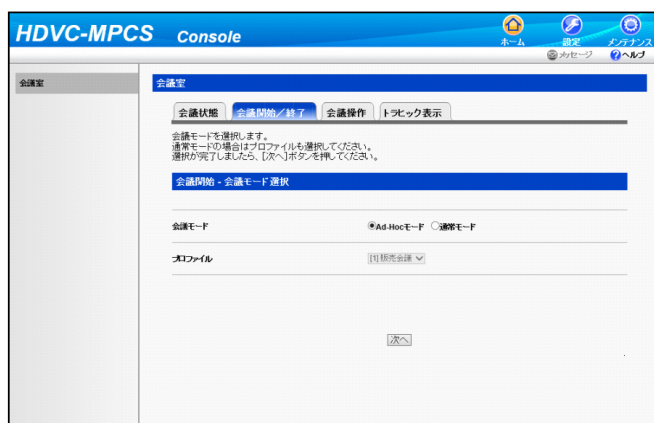 HDVC-MPCS Console
ホーム 設定 メンテナンス
メッセージ ヘルプ
会議室
会議室
会議状態 会議開始／終了 会議操作 トラヒック表示
会議モードを選択します。
通常モードの場合はプロファイルも選択してください。
選択が完了しましたら、[次へ]ボタンを押してください。
会議開始 - 会議モード選択
会議モード Ad-Hocモード 通常モード
プロファイル [1] 販売会議
次へ